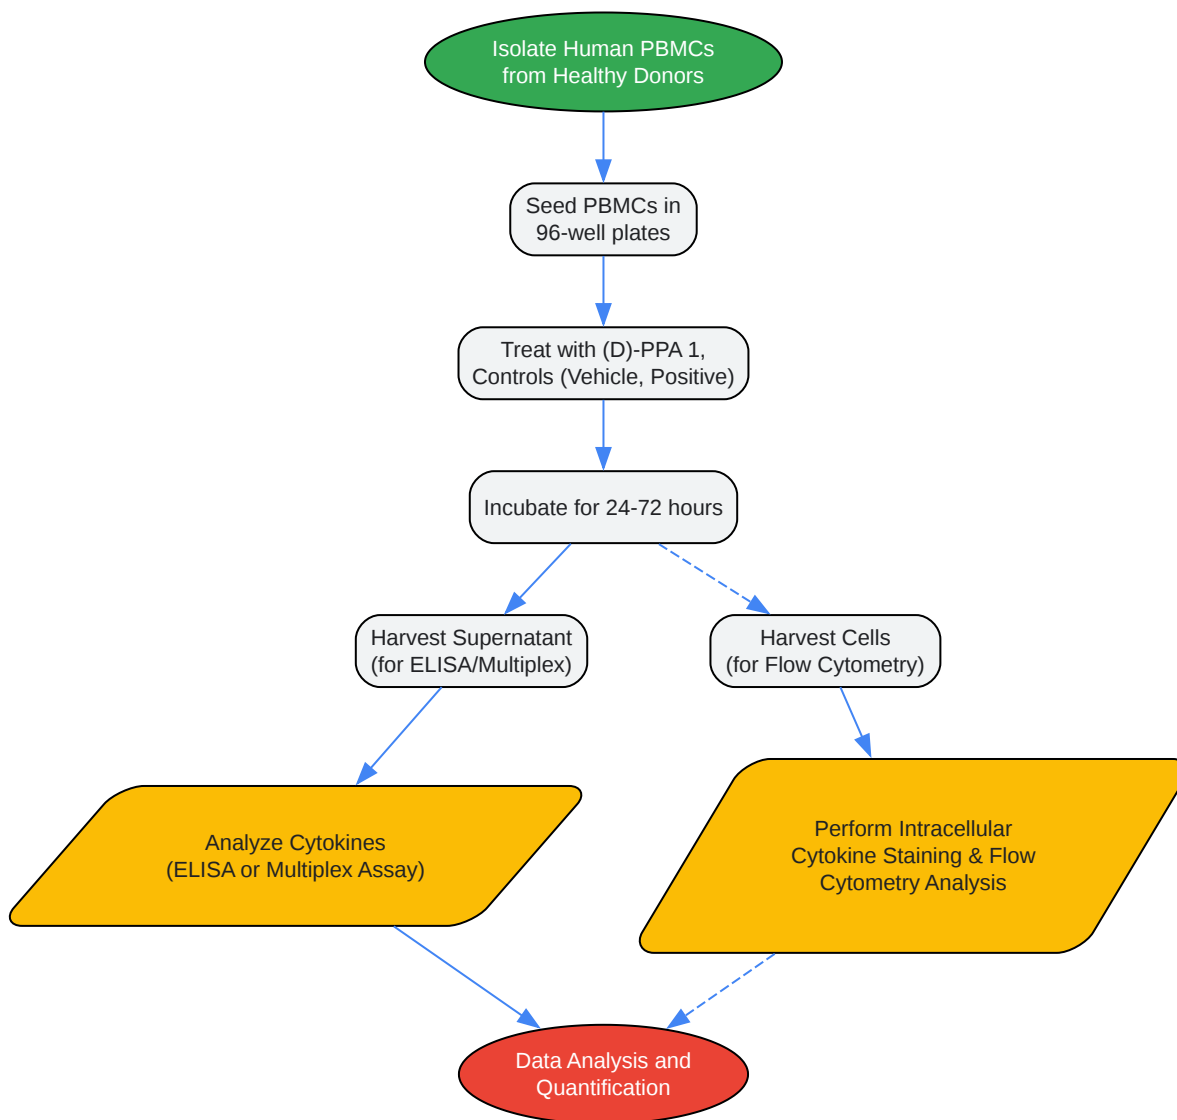 Isolate Human PBMCs
from Healthy Donors
Seed PBMCs in
96-well plates
Treat with (D)-PPA 1,
Controls (Vehicle, Positive)
Incubate for 24-72 hours
Harvest Supernatant
(for ELISA/Multiplex)
Harvest Cells
(for Flow Cytometry)
Analyze Cytokines
(ELISA or Multiplex Assay)
Perform Intracellular
Cytokine Staining & Flow
Cytometry Analysis
Data Analysis and
Quantification